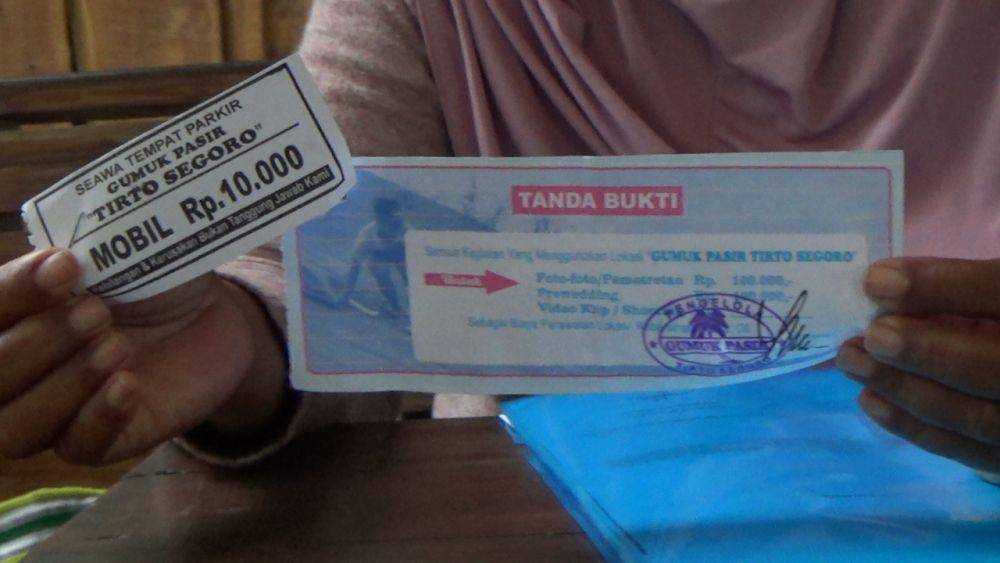 SEAWA TEMPAT PARKIR
GUMUK PASIR
"TIRTO SEGORO"
MOBIL Rp.10.000
& Kerusakan Bukan Tanggung Jawab Kami
TANDA BUKTI
Semua Kegiatan Yang Menggunakan Lokasi "GUMUK PASIR TIRTO SEGORO"
Untuk
Foto-foto/Pemotretan Rp. 100.000,-
Prewedding
Video Klip /
Sebagai Biaya Perawatan Lokasi
PENGELOLA
GUMUK PASIR
TIRTO SEGORO